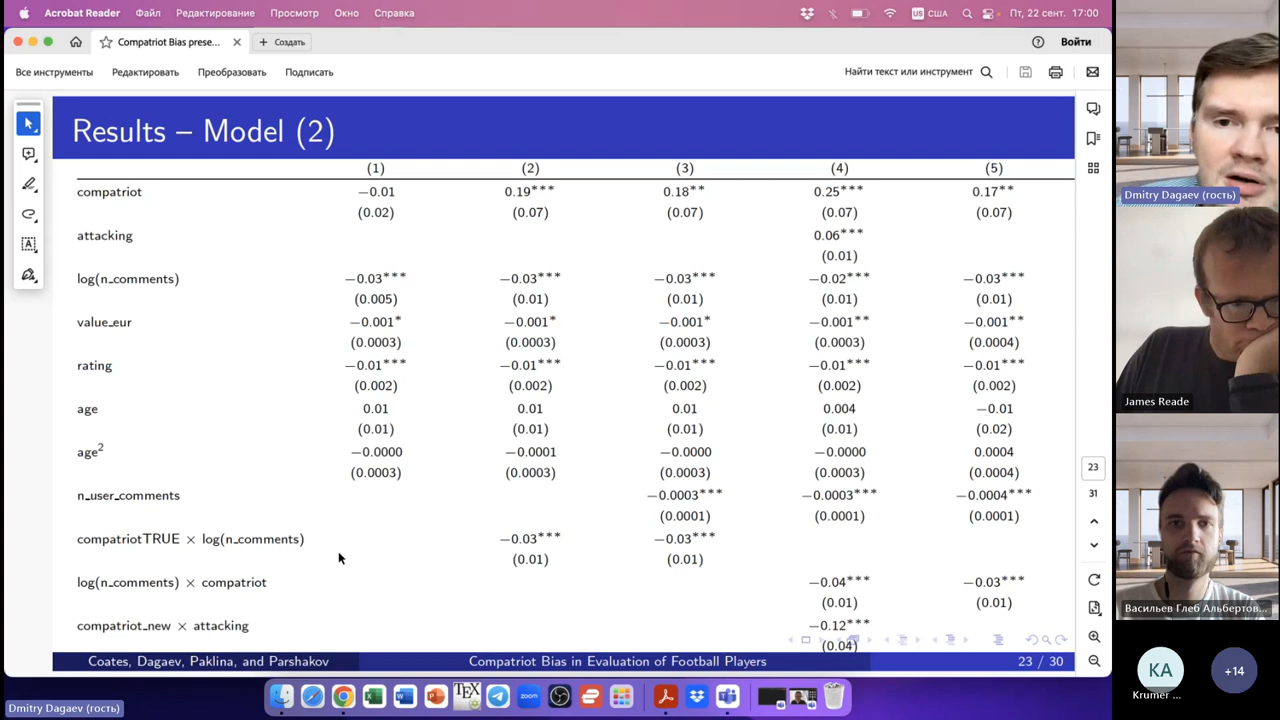 Acrobat Reader Файл Редактирование Просмотр Окно Справка США Пт, 22 сент. 17:00
Compatriot Bias prese... Создать Войти
Все инструменты Редактировать Преобразовать Подписать Найти текст или инструмент
Results – Model (2)
(1) (2) (3) (4) (5)
compatriot −0.01 0.19*** 0.18** 0.25*** 0.17**
(0.02) (0.07) (0.07) (0.07) (0.07)
attacking 0.06***
(0.01)
log(n_comments) −0.03*** −0.03*** −0.03*** −0.02*** −0.03***
(0.005) (0.01) (0.01) (0.01) (0.01)
value_eur −0.001* −0.001* −0.001* −0.001** −0.001**
(0.0003) (0.0003) (0.0003) (0.0003) (0.0004)
rating −0.01*** −0.01*** −0.01*** −0.01*** −0.01***
(0.002) (0.002) (0.002) (0.002) (0.002)
age 0.01 0.01 0.01 0.004 −0.01
(0.01) (0.01) (0.01) (0.01) (0.02)
age² −0.0000 −0.0001 −0.0000 −0.0000 0.0004
(0.0003) (0.0003) (0.0003) (0.0003) (0.0004)
n_user_comments −0.0003*** −0.0003*** −0.0004***
(0.0001) (0.0001) (0.0001)
compatriotTRUE × log(n_comments) −0.03*** −0.03***
(0.01) (0.01)
log(n_comments) × compatriot −0.04*** −0.03***
(0.01) (0.01)
compatriot_new × attacking −0.12***
(0.04)
Coates, Dagaev, Paklina, and Parshakov Compatriot Bias in Evaluation of Football Players 23 / 30
23
31
TEX
zoom
Dmitry Dagaev (гость)
Dmitry Dagaev (гость)
James Reade
Васильев Глеб Альбертов...
KA
Krumer ...
+14